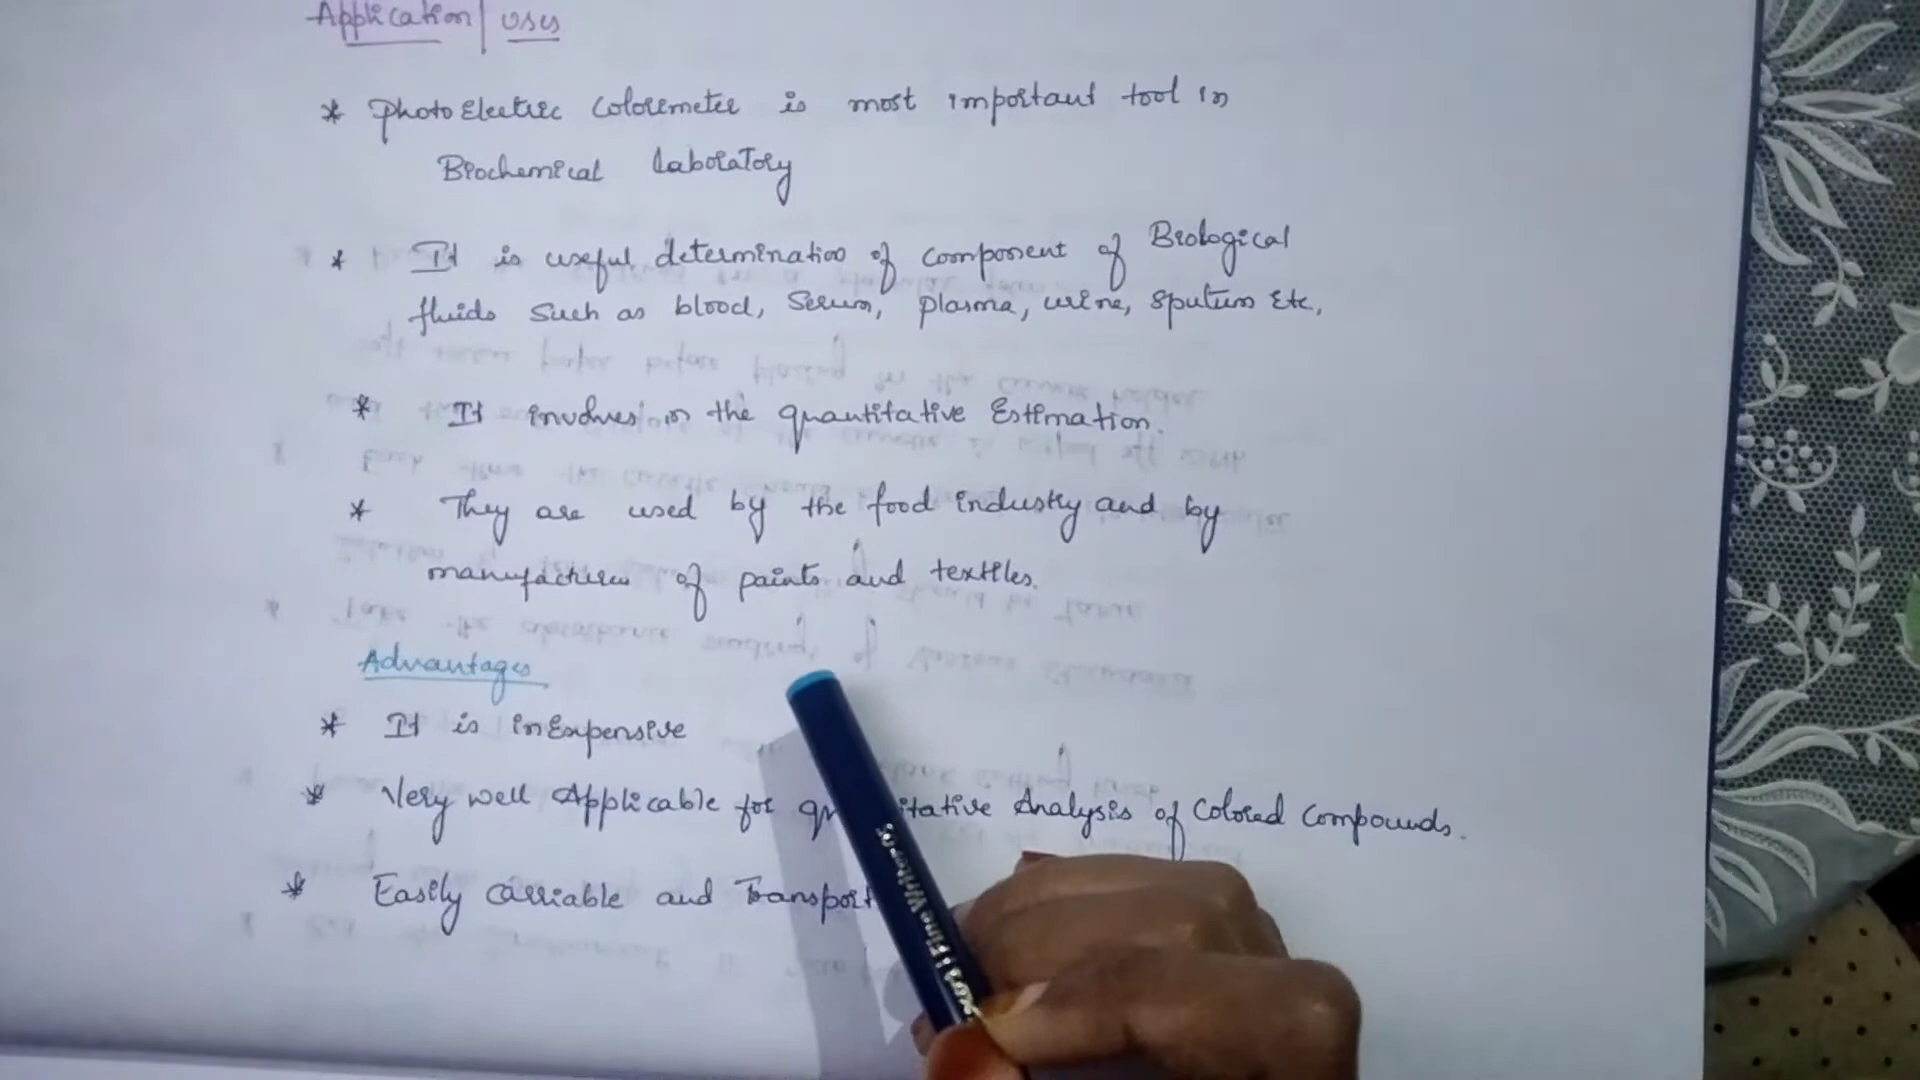 Application | Uses
* Photo Electric Colorimeter is most important tool in
Biochemical Laboratory
* It is useful determination of component of Biological
fluids such as blood, Serum, Plasma, urine, sputum Etc,
* It involves in the quantitative Estimation.
* They are used by the food industry and by
manufactures of paints and textiles.
Advantages
* It is inExpensive
* Very well Applicable for itative Analysis of Colored Compounds.
* Easily Carriable and Transport
Fine Write